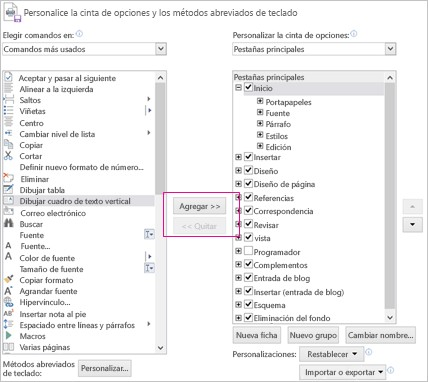 Personalice la cinta de opciones y los métodos abreviados de teclado
Elegir comandos en:
Comandos más usados
Aceptar y pasar al siguiente
Alinear a la izquierda
Saltos
Viñetas
Centro
Cambiar nivel de lista
Copiar
Cortar
Definir nuevo formato de número...
Eliminar
Dibujar tabla
Dibujar cuadro de texto vertical
Correo electrónico
Buscar
Fuente
Fuente...
Color de fuente
Tamaño de fuente
Copiar formato
Agrandar fuente
Hipervínculo...
Insertar nota al pie
Espaciado entre líneas y párrafos
Macros
Varias páginas
Métodos abreviados
de teclado:
Personalizar...
Agregar >>
<< Quitar
Personalizar la cinta de opciones:
Pestañas principales
Pestañas principales
Inicio
Portapapeles
Fuente
Párrafo
Estilos
Edición
Insertar
Diseño
Diseño de página
Referencias
Correspondencia
Revisar
vista
Programador
Complementos
Entrada de blog
Insertar (entrada de blog)
Esquema
Eliminación del fondo
Nueva ficha
Nuevo grupo
Cambiar nombre...
Personalizaciones:
Restablecer
Importar o exportar